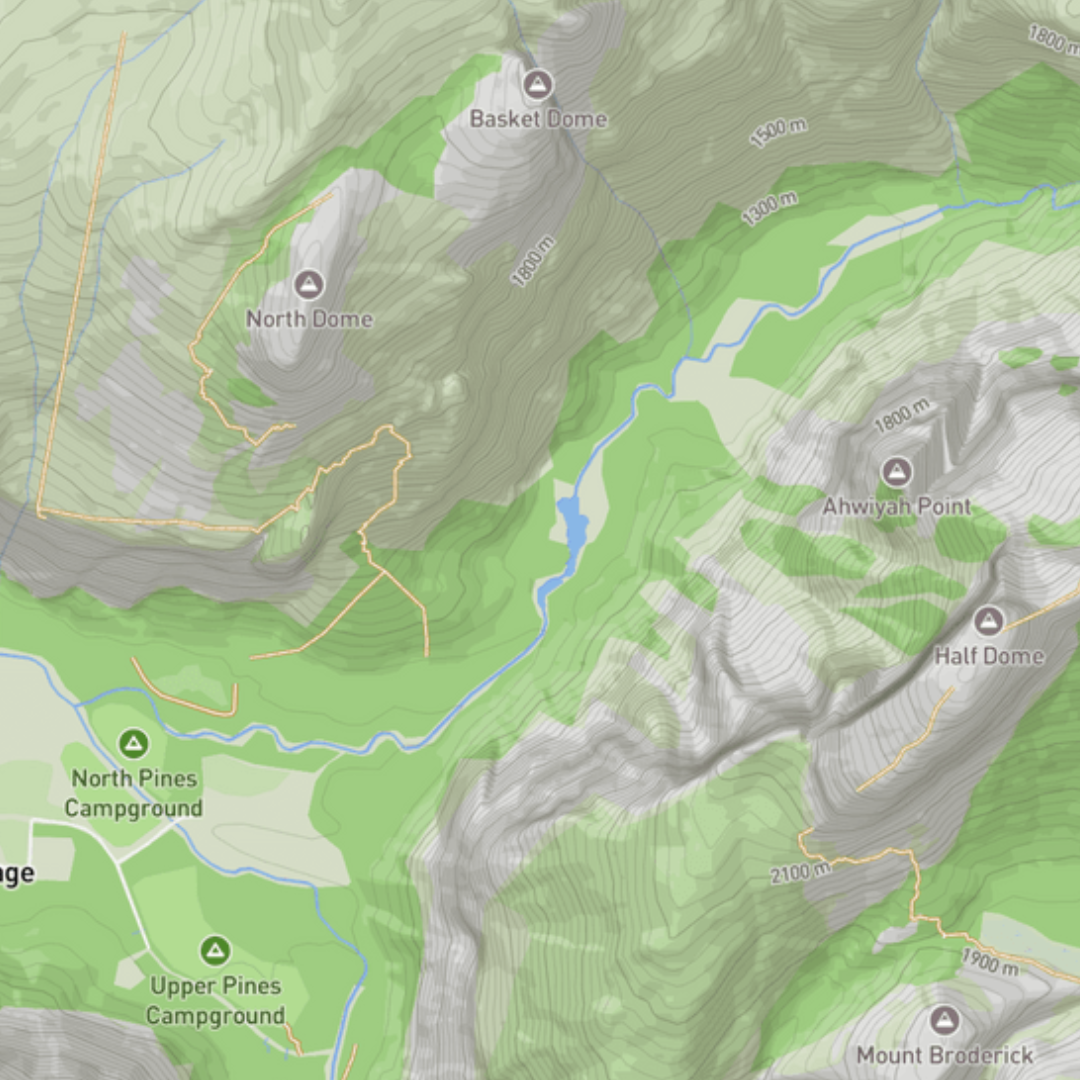 1800 m
Basket Dome
1500 m
1300 m
1800 m
North Dome
1800 m
Ahwiyah Point
Half Dome
North Pines
Campground
2100 m
Upper Pines
Campground
1900 m
Mount Broderick